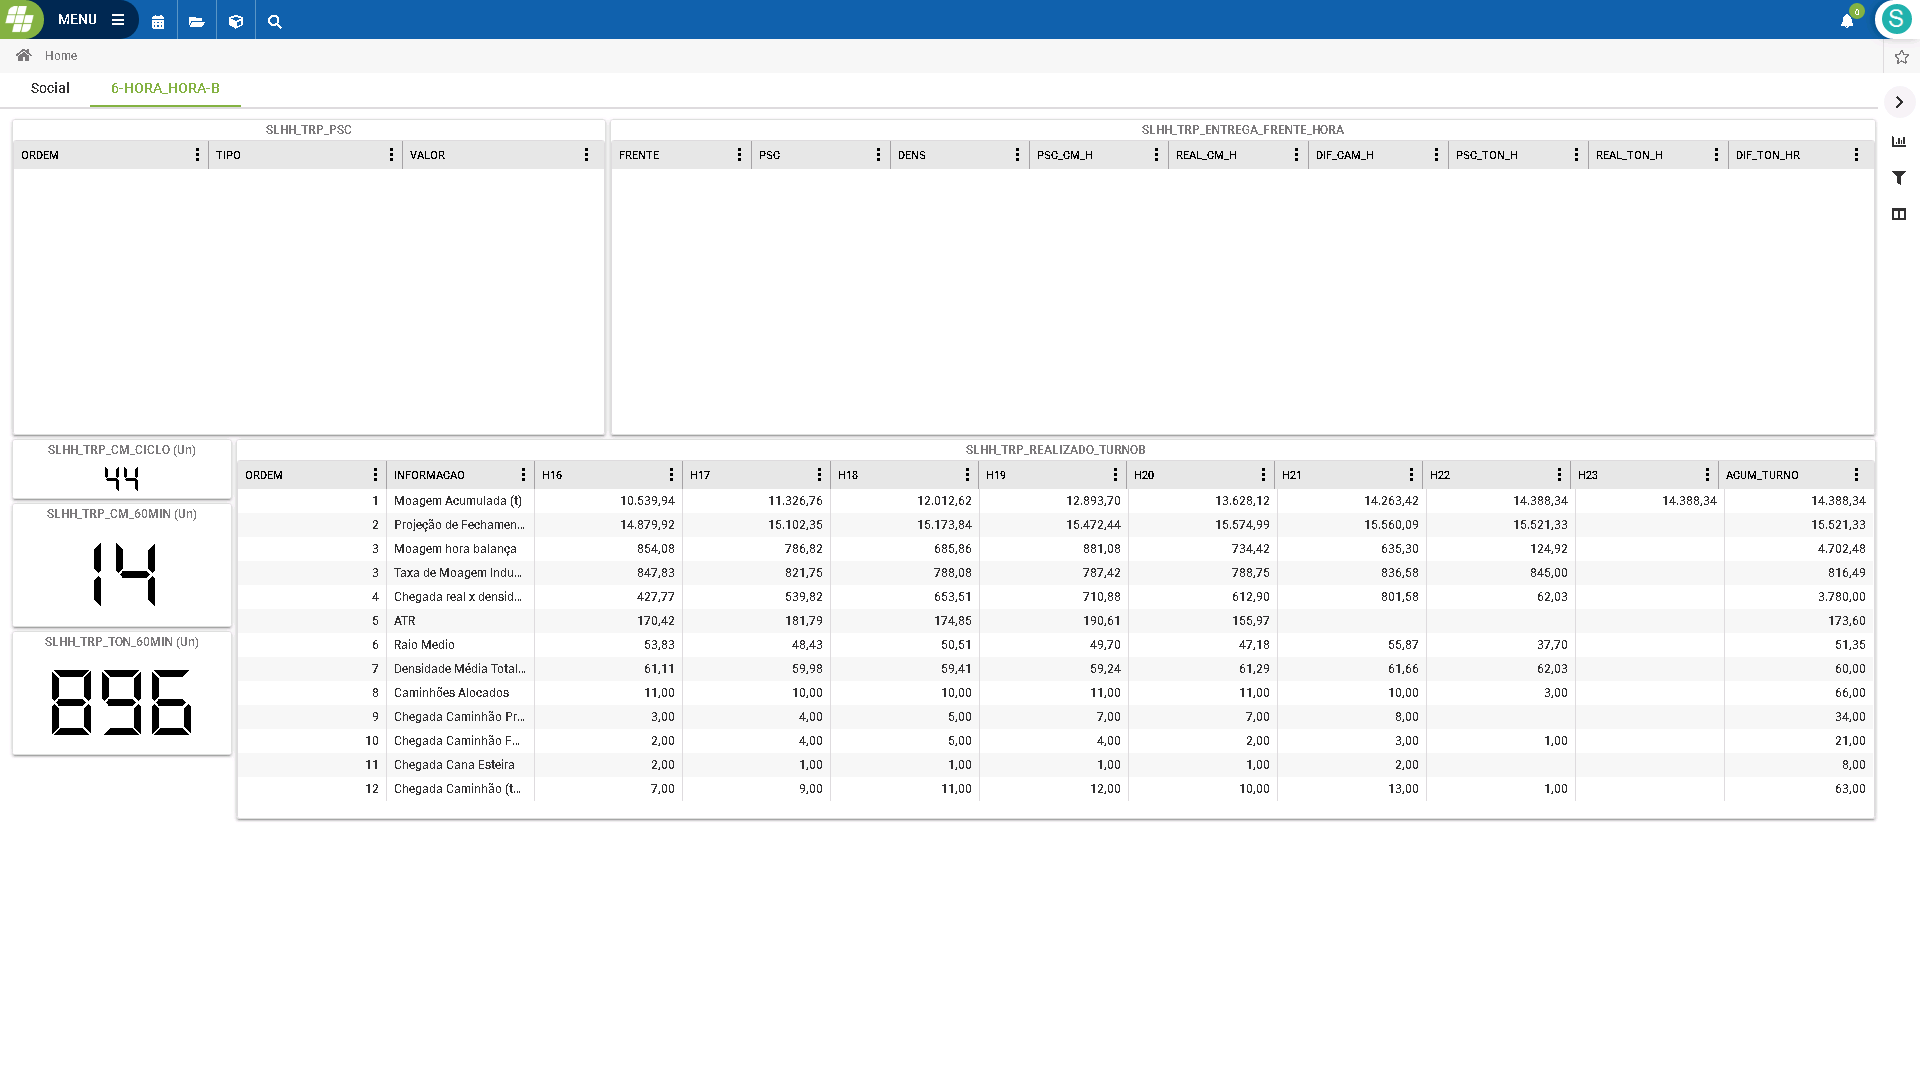 MENU
0
S
Home
Social 6-HORA_HORA-B
SLHH_TRP_PSC
ORDEM TIPO VALOR
SLHH_TRP_ENTREGA_FRENTE_HORA
FRENTE PSC DENS PSC_CM_H REAL_CM_H DIF_CAM_H PSC_TON_H REAL_TON_H DIF_TON_HR
SLHH_TRP_CM_CICLO (Un)
44
SLHH_TRP_CM_60MIN (Un)
14
SLHH_TRP_TON_60MIN (Un)
896
SLHH_TRP_REALIZADO_TURNOB
ORDEM INFORMACAO H16 H17 H18 H19 H20 H21 H22 H23 ACUM_TURNO
1 Moagem Acumulada (t) 10.539,94 11.326,76 12.012,62 12.893,70 13.628,12 14.263,42 14.388,34 14.388,34 14.388,34
2 Projeção de Fechamen... 14.879,92 15.102,35 15.173,84 15.472,44 15.574,99 15.560,09 15.521,33 15.521,33
3 Moagem hora balança 854,08 786,82 685,86 881,08 734,42 635,30 124,92 4.702,48
3 Taxa de Moagem Indu... 847,83 821,75 788,08 787,42 788,75 836,58 845,00 816,49
4 Chegada real x densid... 427,77 539,82 653,51 710,88 612,90 801,58 62,03 3.780,00
5 ATR 170,42 181,79 174,85 190,61 155,97 173,60
6 Raio Medio 53,83 48,43 50,51 49,70 47,18 55,87 37,70 51,35
7 Densidade Média Total... 61,11 59,98 59,41 59,24 61,29 61,66 62,03 60,00
8 Caminhões Alocados 11,00 10,00 10,00 11,00 11,00 10,00 3,00 66,00
9 Chegada Caminhão Pr... 3,00 4,00 5,00 7,00 7,00 8,00 34,00
10 Chegada Caminhão F... 2,00 4,00 5,00 4,00 2,00 3,00 1,00 21,00
11 Chegada Cana Esteira 2,00 1,00 1,00 1,00 1,00 2,00 8,00
12 Chegada Caminhão (t... 7,00 9,00 11,00 12,00 10,00 13,00 1,00 63,00